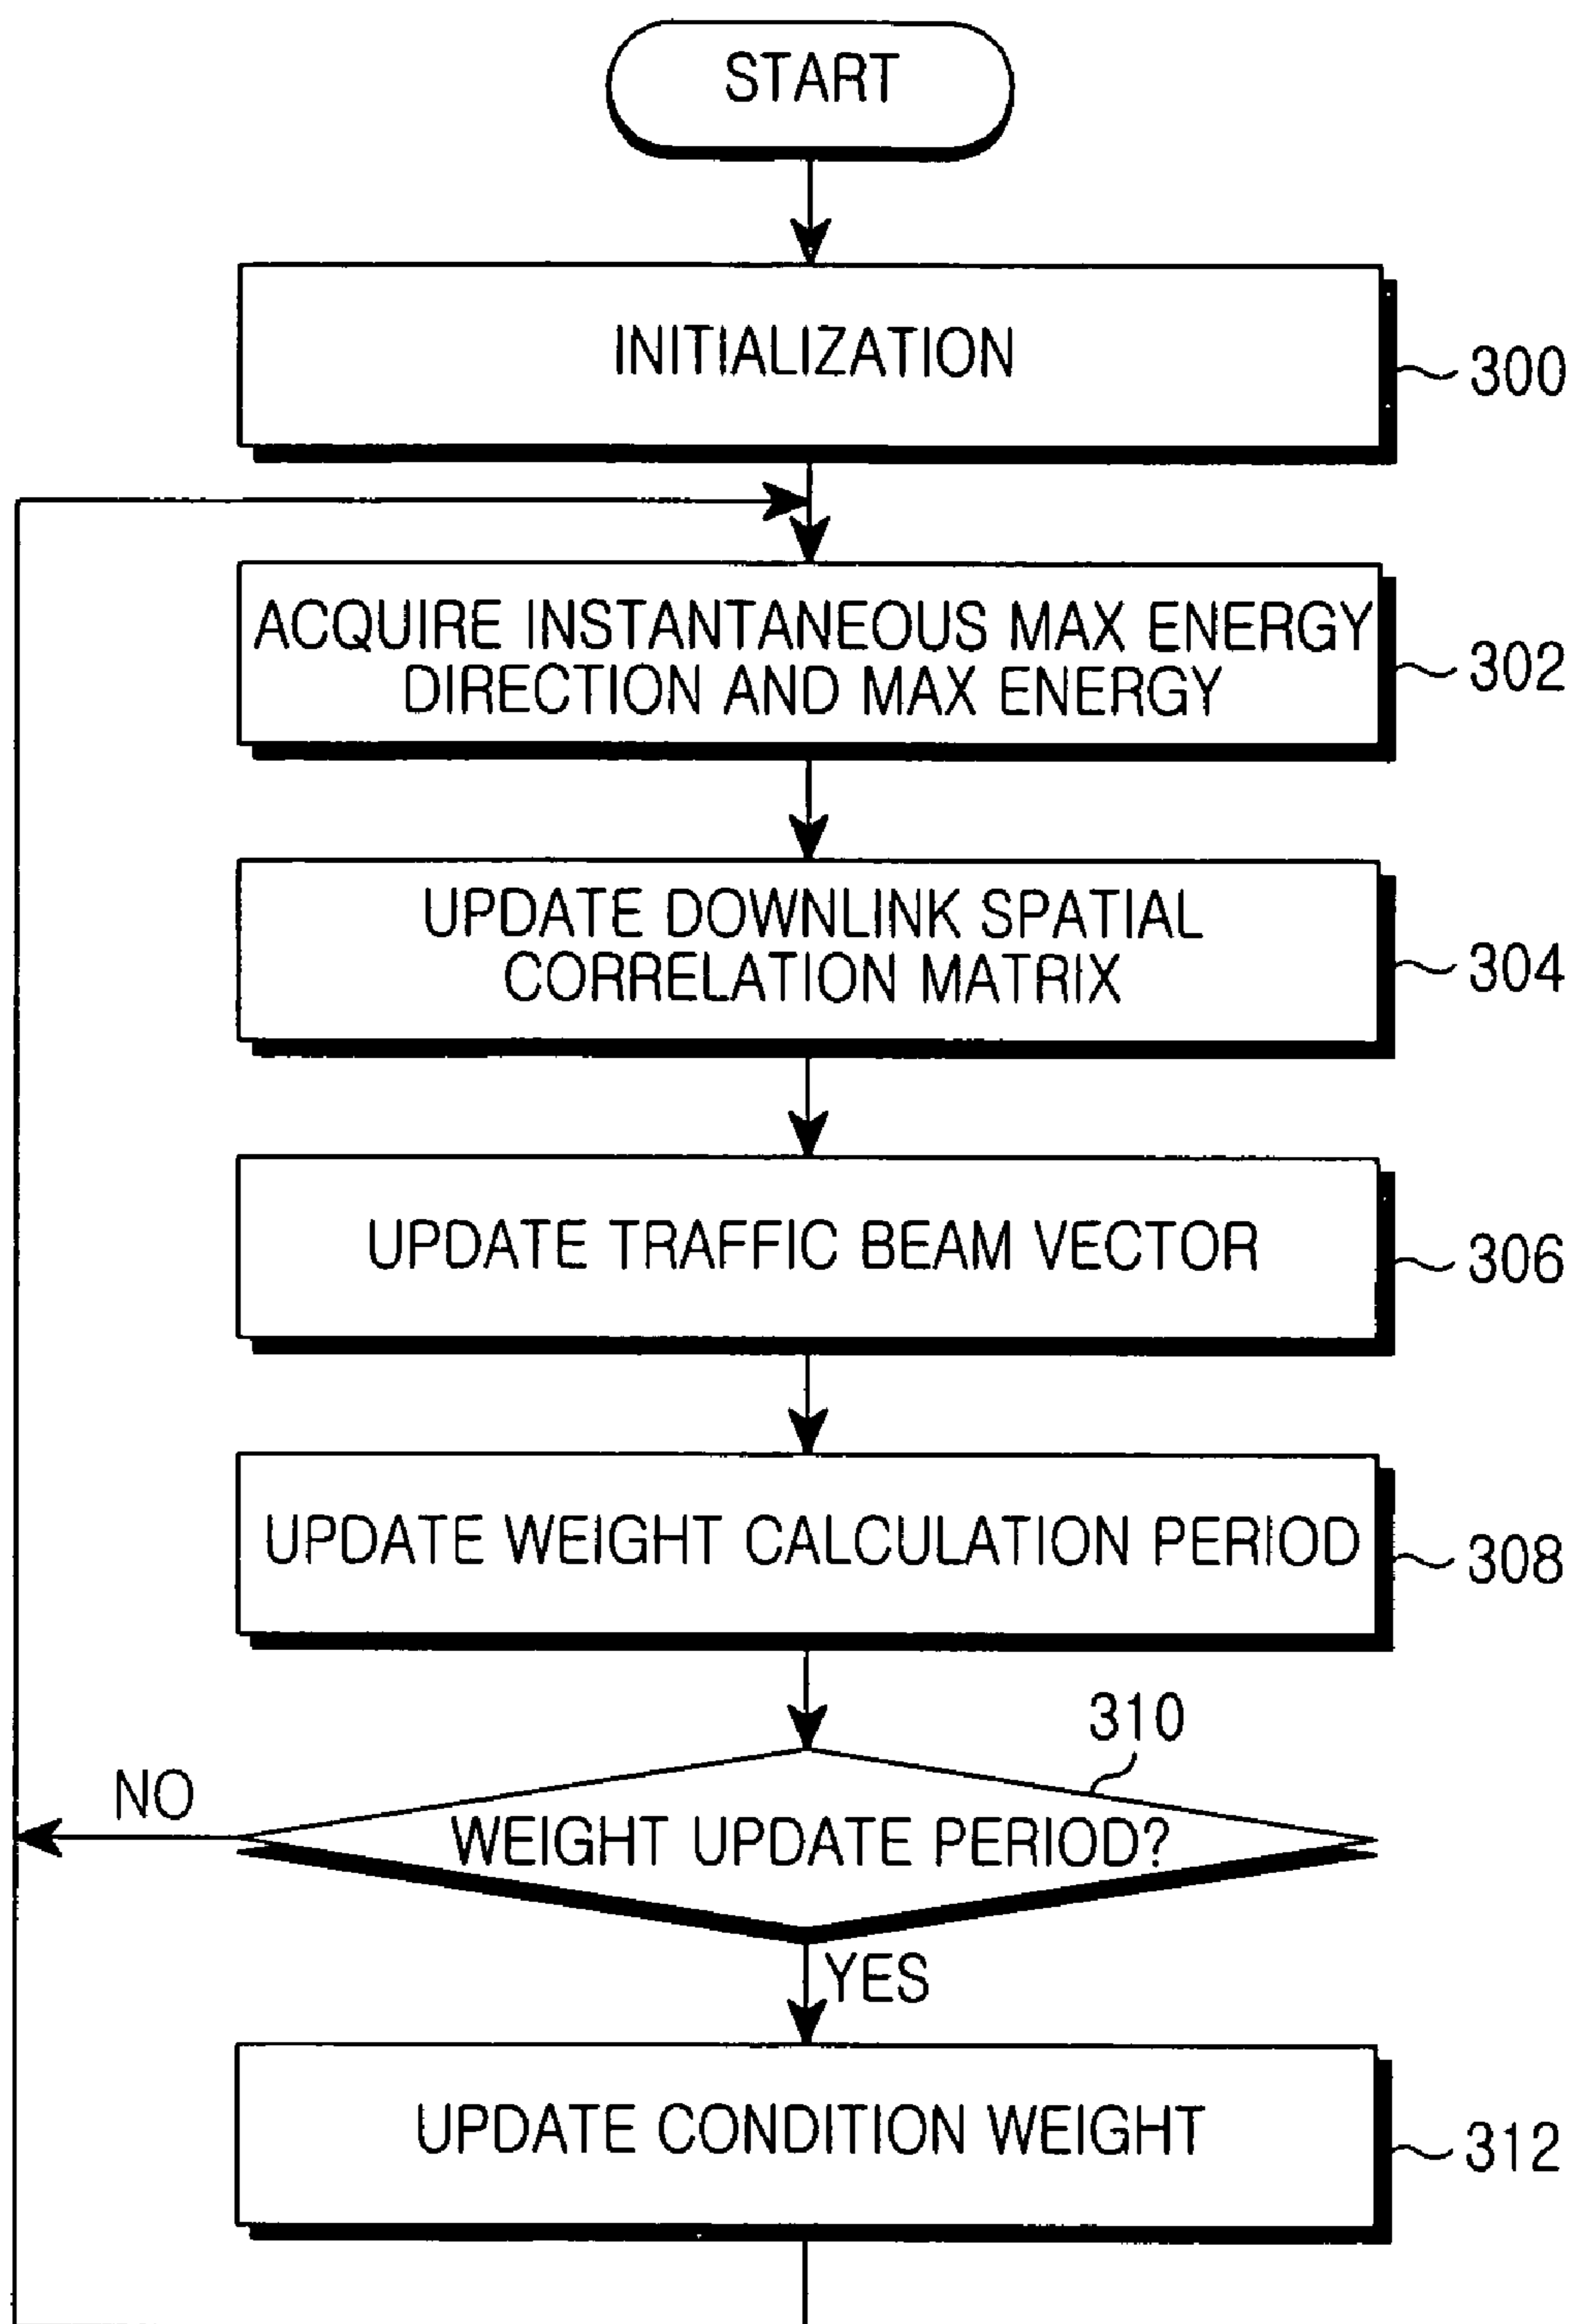 START
INITIALIZATION
300
ACQUIRE INSTANTANEOUS MAX ENERGY
DIRECTION AND MAX ENERGY
302
UPDATE DOWNLINK SPATIAL
CORRELATION MATRIX
304
UPDATE TRAFFIC BEAM VECTOR
306
UPDATE WEIGHT CALCULATION PERIOD
308
310
NO
WEIGHT UPDATE PERIOD?
YES
UPDATE CONDITION WEIGHT
312